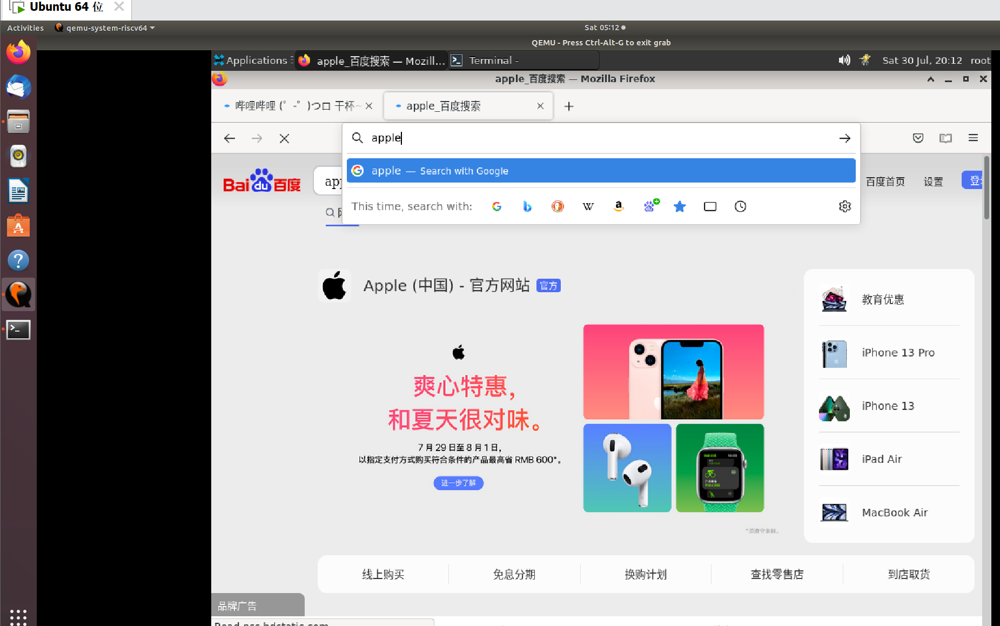 Ubuntu 64 位
Activities
qemu-system-riscv64
Sat 05:12
QEMU - Press Ctrl-Alt-G to exit grab
Applications
apple_百度搜索 — Mozill...
Terminal -
Sat 30 Jul, 20:12
root
apple_百度搜索 — Mozilla Firefox
哔哩哔哩 (゜-゜)つロ 干杯~
apple_百度搜索
apple
apple — Search with Google
This time, search with:
Bai du 百度
app
百度首页
设置
登录
Apple (中国) - 官方网站 官方
爽心特惠，
和夏天很对味。
7 月 29 日至 8 月 1 日，
以指定支付方式购买符合条件的产品最高省 RMB 600*。
进一步了解
*须遵守条款。
教育优惠
iPhone 13 Pro
iPhone 13
iPad Air
MacBook Air
线上购买
免息分期
换购计划
查找零售店
到店取货
品牌广告
Read pss.bdstatic.com